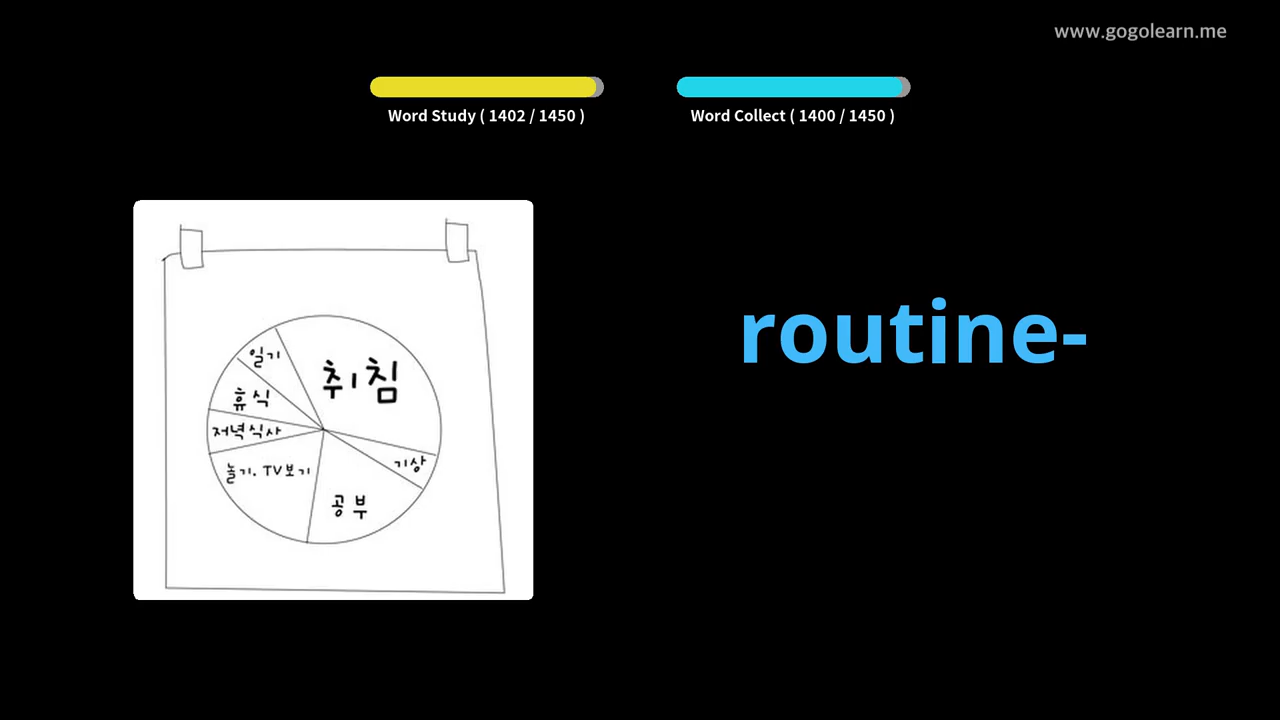 www.gogolearn.me
Word Study ( 1402 / 1450 )
Word Collect ( 1400 / 1450 )
routine-
일기
취침
휴식
저녁식사
기상
놀기. TV보기
공부